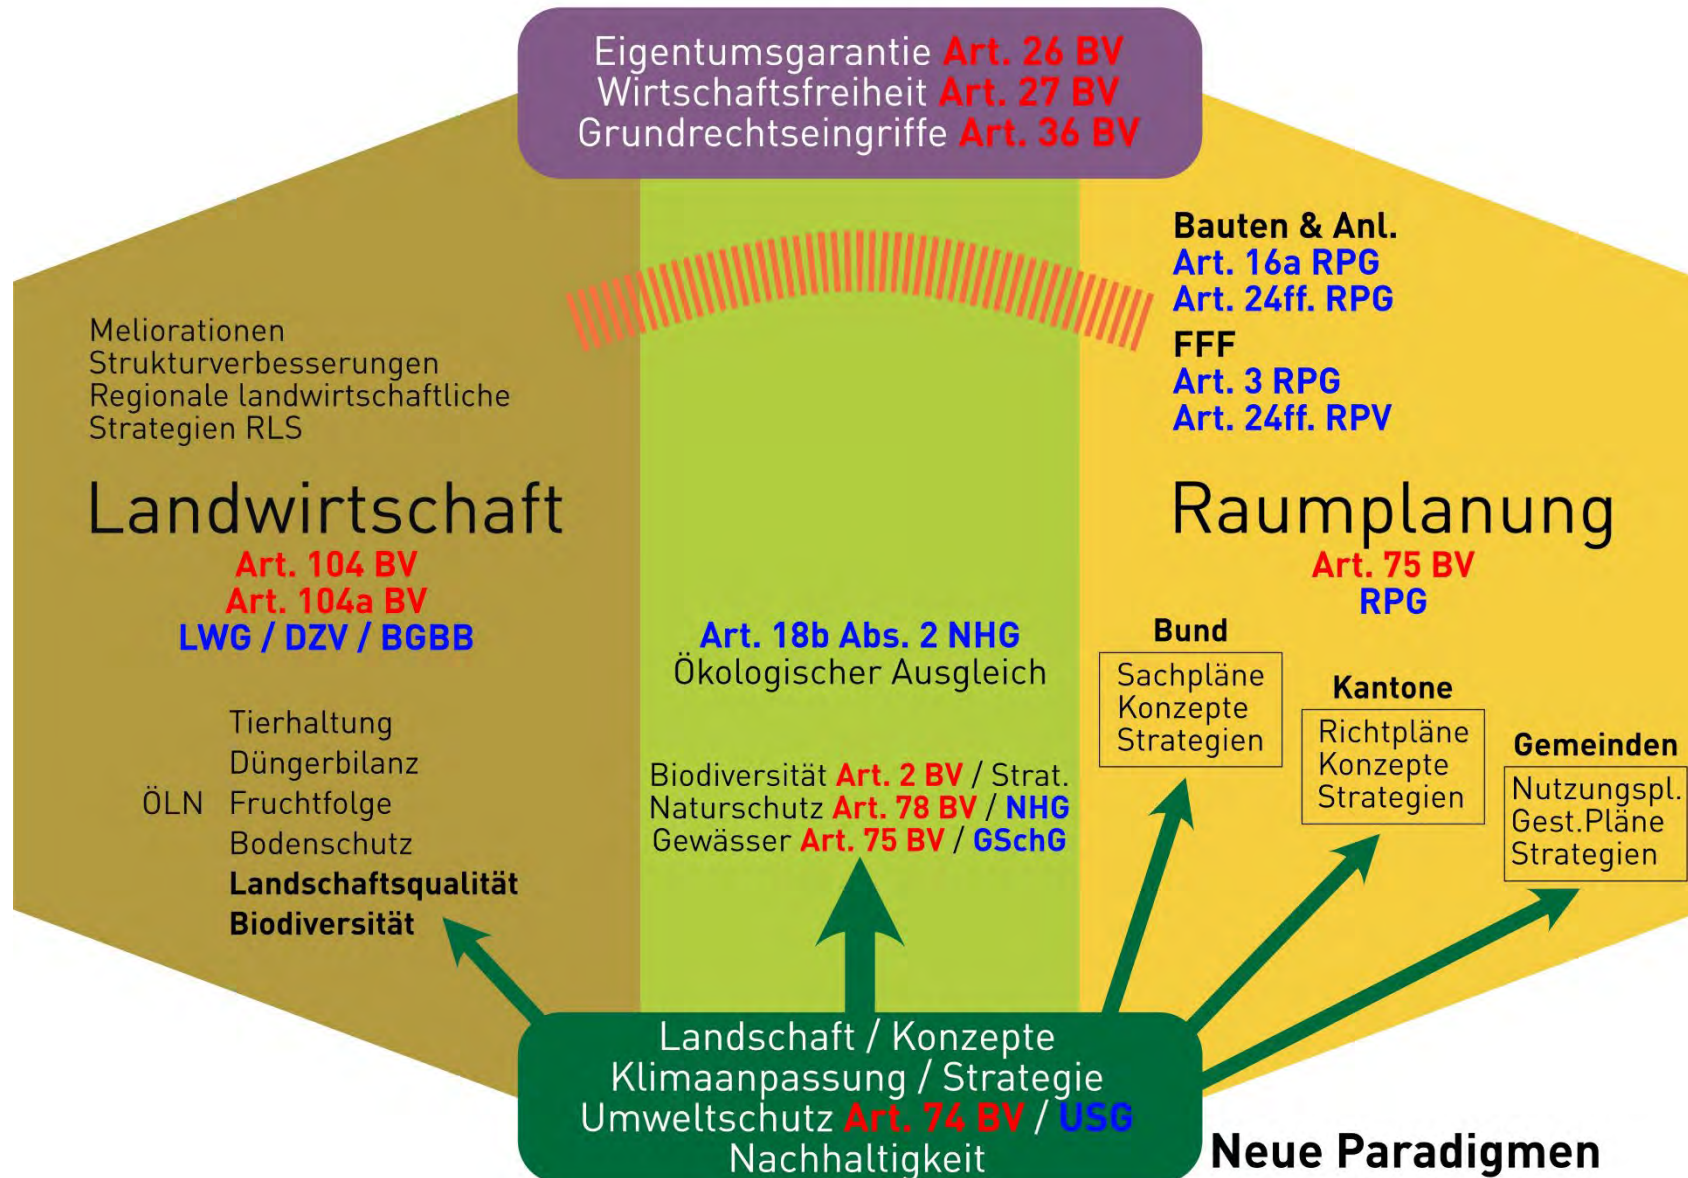 Eigentumsgarantie Art. 26 BV
Wirtschaftsfreiheit Art. 27 BV
Grundrechtseingriffe Art. 36 BV
Meliorationen
Strukturverbesserungen
Regionale landwirtschaftliche
Strategien RLS
Landwirtschaft
Art. 104 BV
Art. 104a BV
LWG / DZV / BGBB
Tierhaltung
Düngerbilanz
ÖLN Fruchtfolge
Bodenschutz
Landschaftsqualität
Biodiversität
Art. 18b Abs. 2 NHG
Ökologischer Ausgleich
Biodiversität Art. 2 BV / Strat.
Naturschutz Art. 78 BV / NHG
Gewässer Art. 75 BV / GSchG
Bauten & Anl.
Art. 16a RPG
Art. 24ff. RPG
FFF
Art. 3 RPG
Art. 24ff. RPV
Raumplanung
Art. 75 BV
RPG
Bund
Sachpläne
Konzepte
Strategien
Kantone
Richtpläne
Konzepte
Strategien
Gemeinden
Nutzungspl.
Gest.Pläne
Strategien
Landschaft / Konzepte
Klimaanpassung / Strategie
Umweltschutz Art. 74 BV / USG
Nachhaltigkeit
Neue Paradigmen